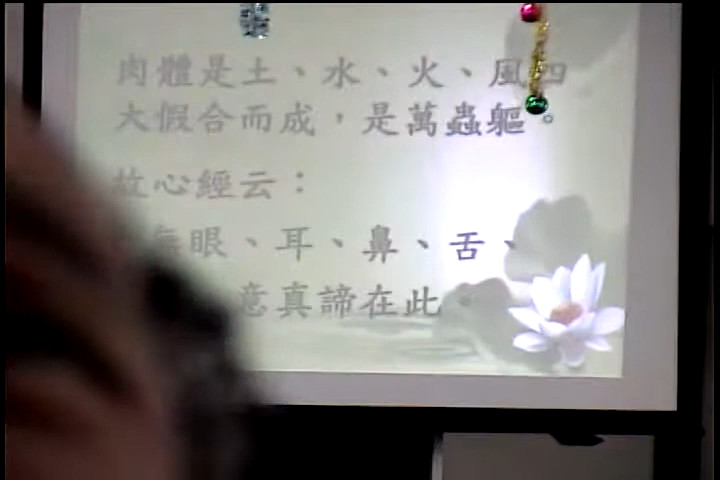 肉體是土、水、火、風四
大假合而成，是萬蟲軀。
故心經云：
無眼、耳、鼻、舌、
意真諦在此。